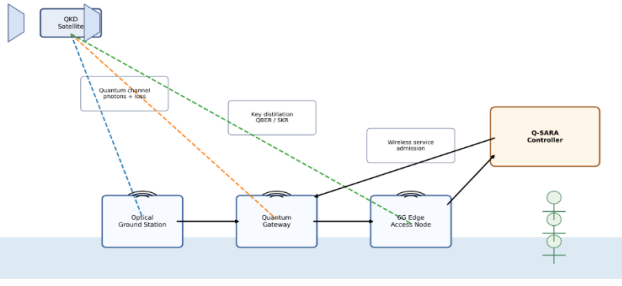 QKD
Satellite
Quantum channel
photons + loss
Key distillation
QBER / SKR
Wireless service
admission
Q-SARA
Controller
Optical
Ground Station
Quantum
Gateway
6G Edge
Access Node